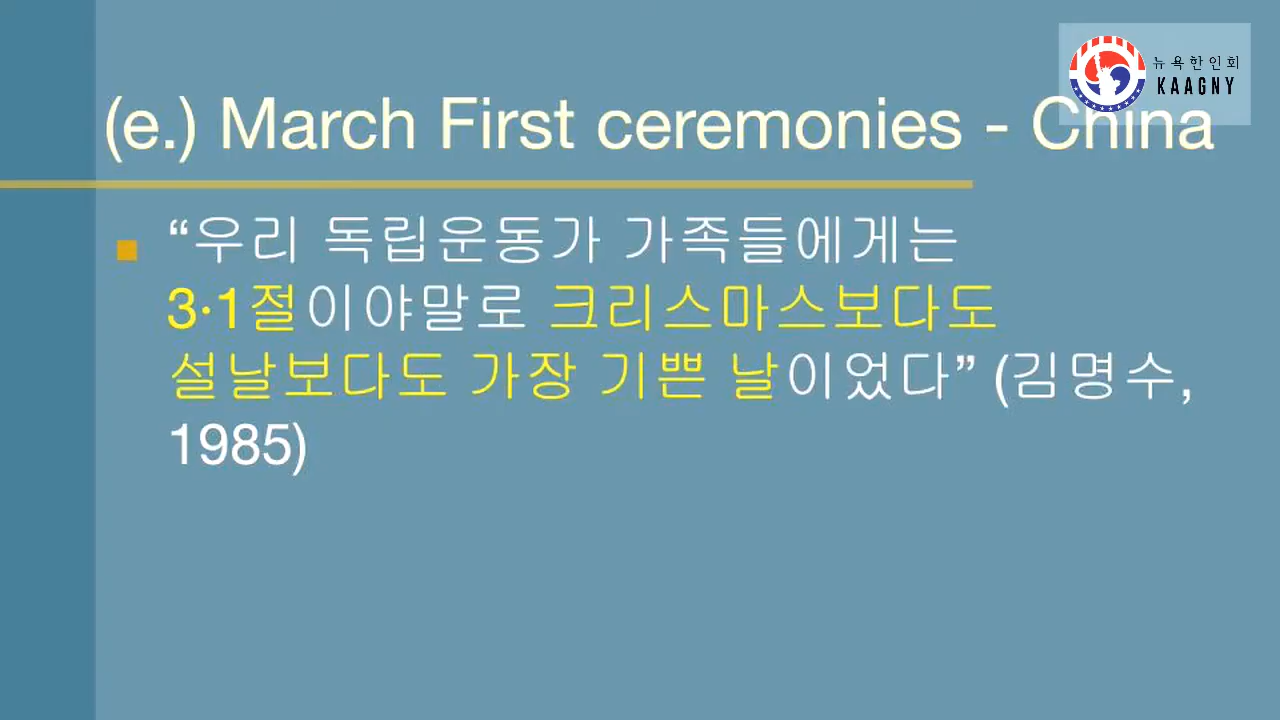 뉴욕한인회
KAAGNY
(e.) March First ceremonies - China
“우리 독립운동가 가족들에게는
3·1절이야말로 크리스마스보다도
설날보다도 가장 기쁜 날이었다” (김명수,
1985)